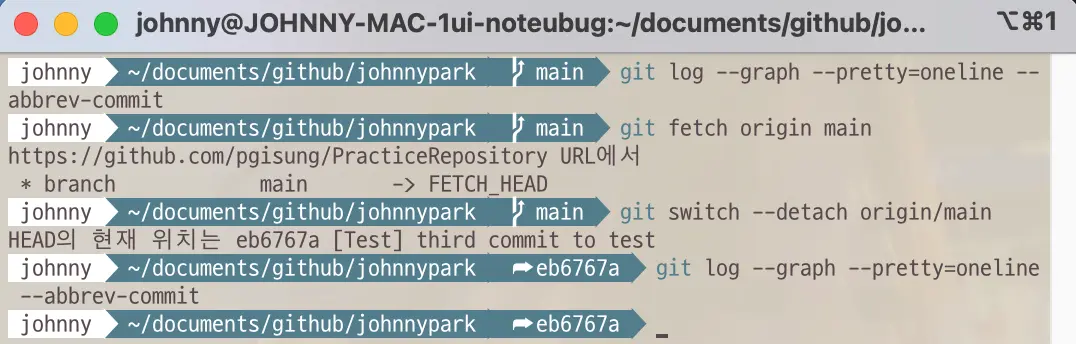 johnny@JOHNNY-MAC-1ui-noteubug:~/documents/github/jo... ⌥⌘1
johnny ~/documents/github/johnnypark main git log --graph --pretty=oneline --
abbrev-commit
johnny ~/documents/github/johnnypark main git fetch origin main
https://github.com/pgisung/PracticeRepository URL에서
* branch main -> FETCH_HEAD
johnny ~/documents/github/johnnypark main git switch --detach origin/main
HEAD의 현재 위치는 eb6767a [Test] third commit to test
johnny ~/documents/github/johnnypark ➦eb6767a git log --graph --pretty=oneline
--abbrev-commit
johnny ~/documents/github/johnnypark ➦eb6767a